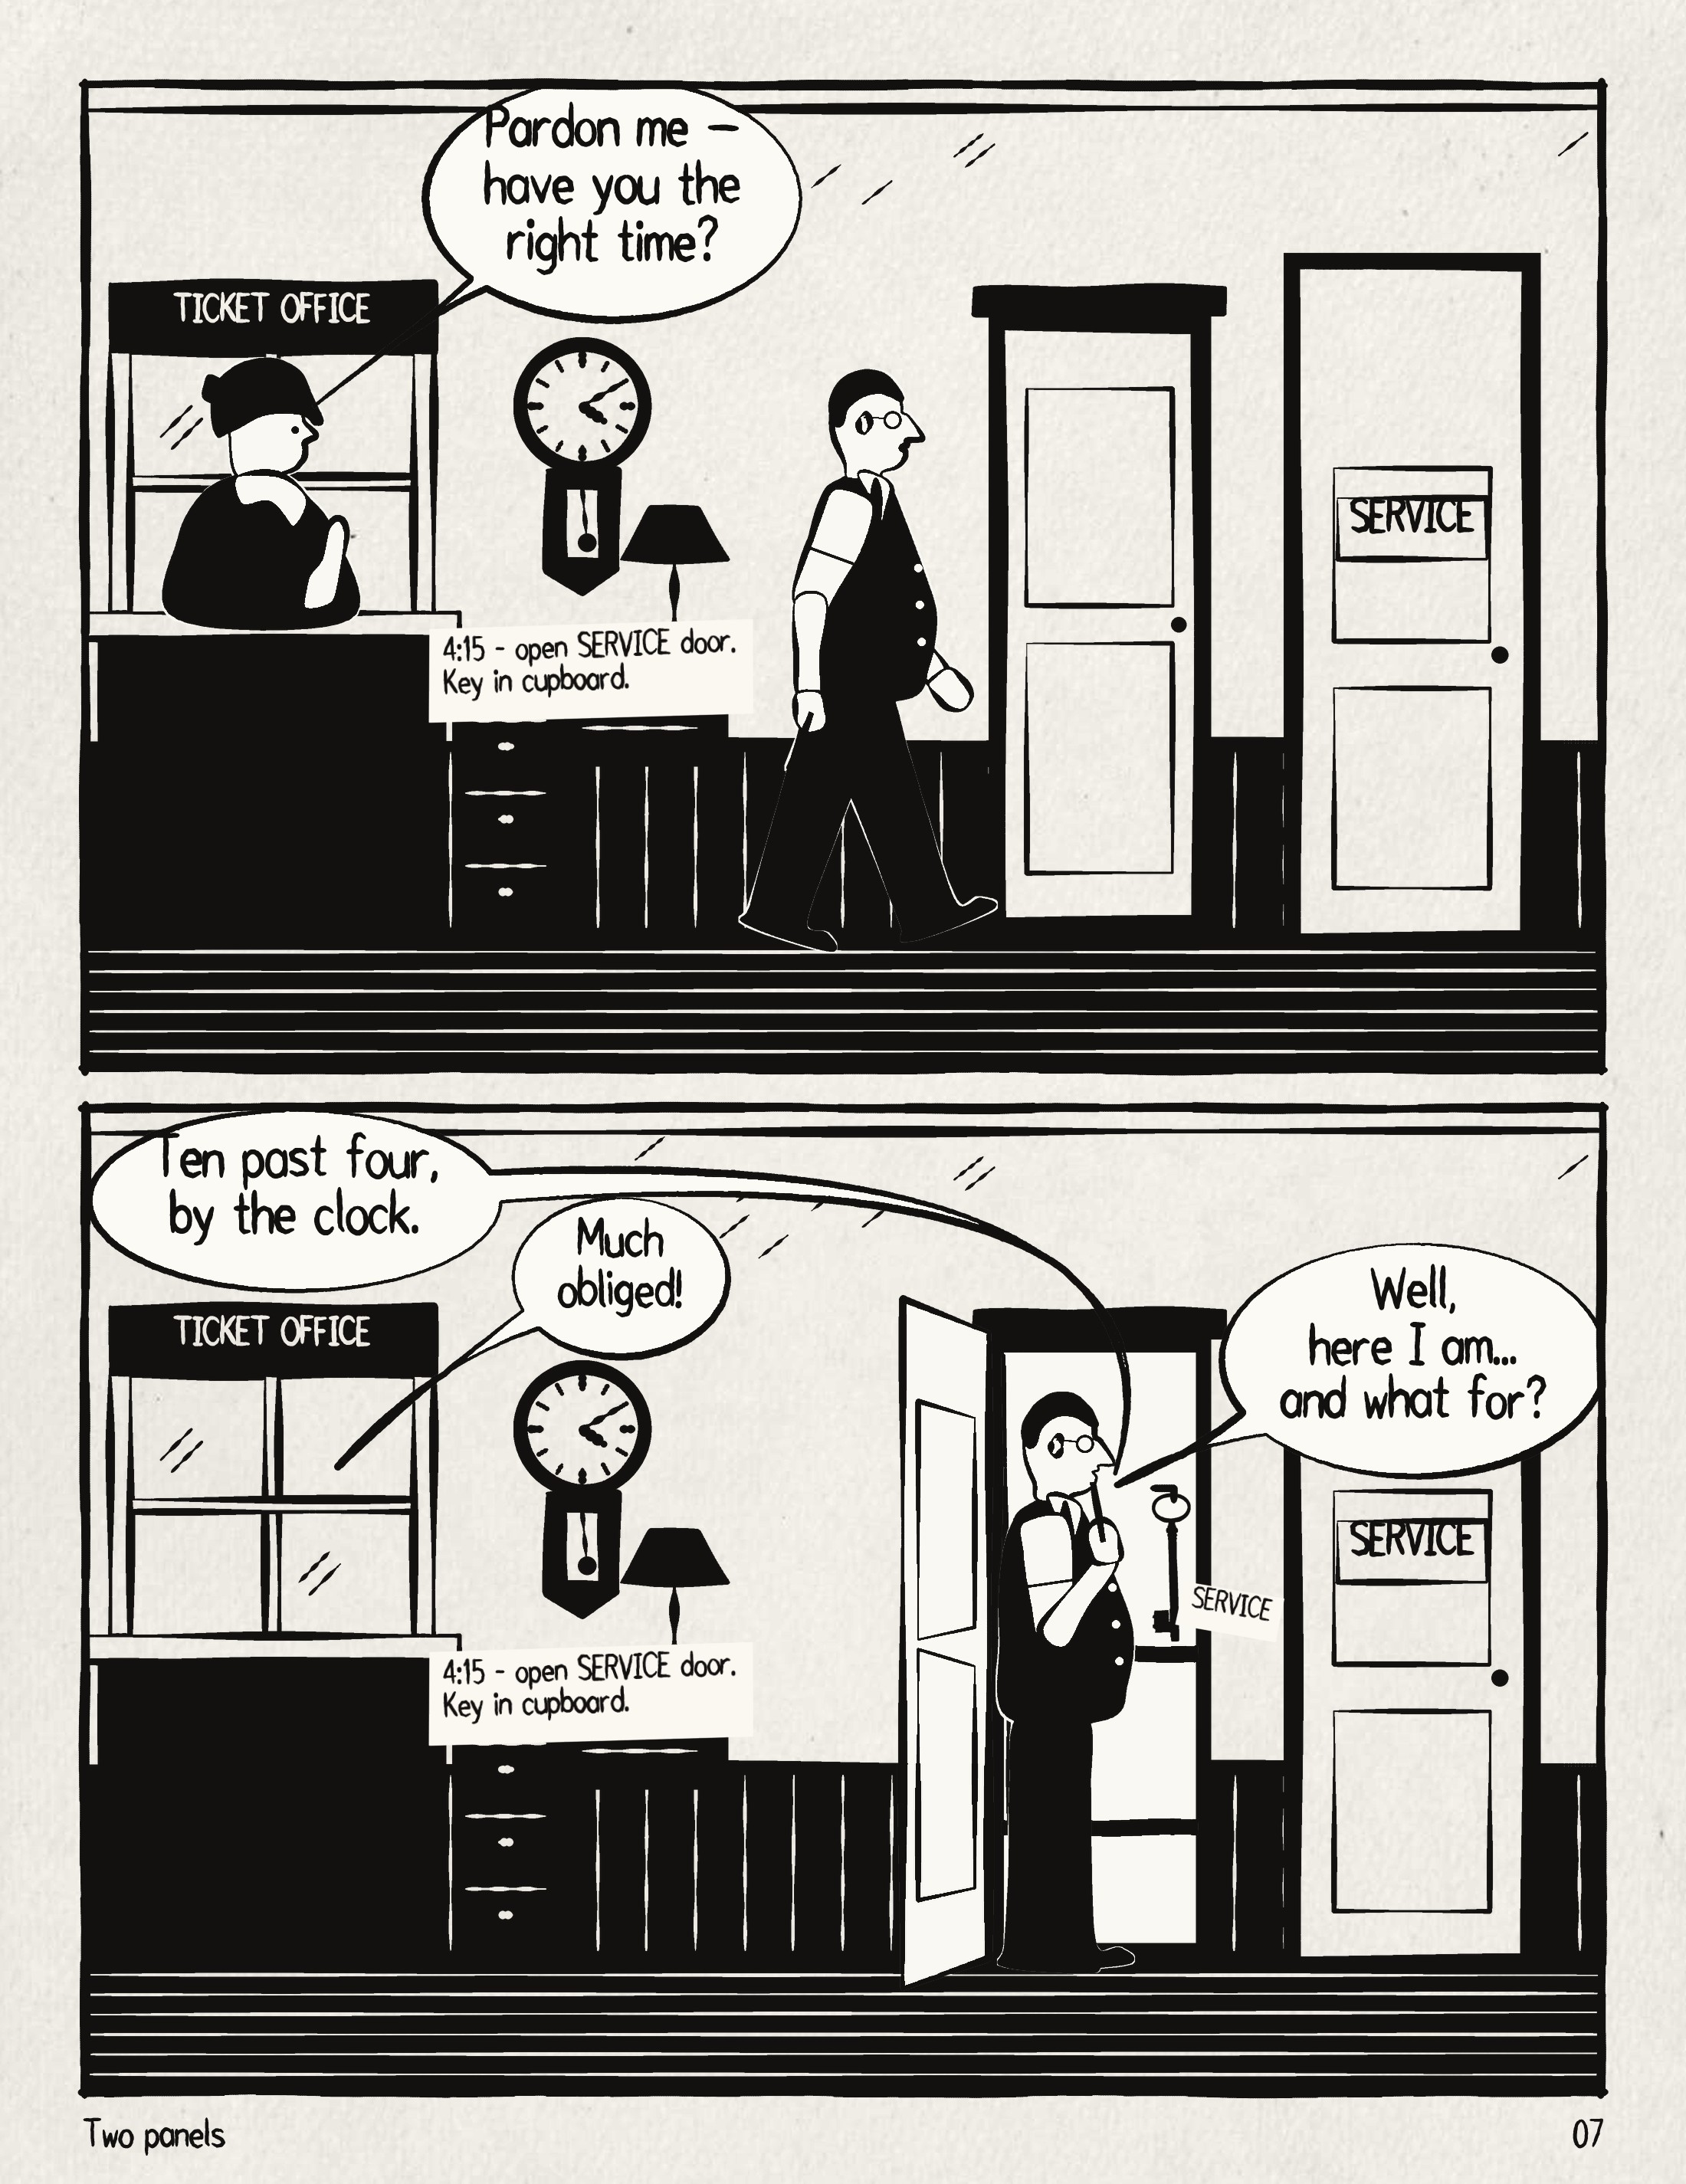 Pardon me —
have you the
right time?
TICKET OFFICE
SERVICE
4:15 - open SERVICE door.
Key in cupboard.
Ten past four,
by the clock.
Much
obliged!
Well,
here I am...
and what for?
TICKET OFFICE
SERVICE
SERVICE
4:15 - open SERVICE door.
Key in cupboard.
Two panels
07